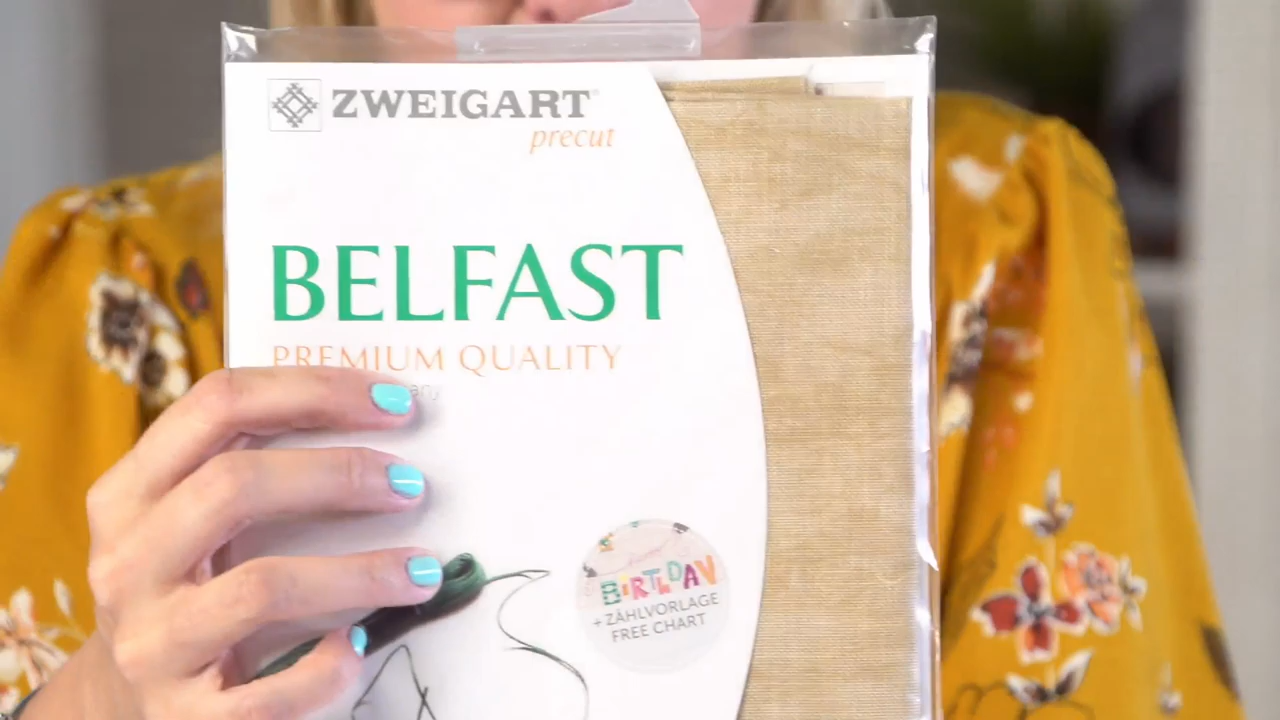 ZWEIGART®
precut
BELFAST
PREMIUM QUALITY
BIRTHDAY
+ ZÄHLVORLAGE
FREE CHART